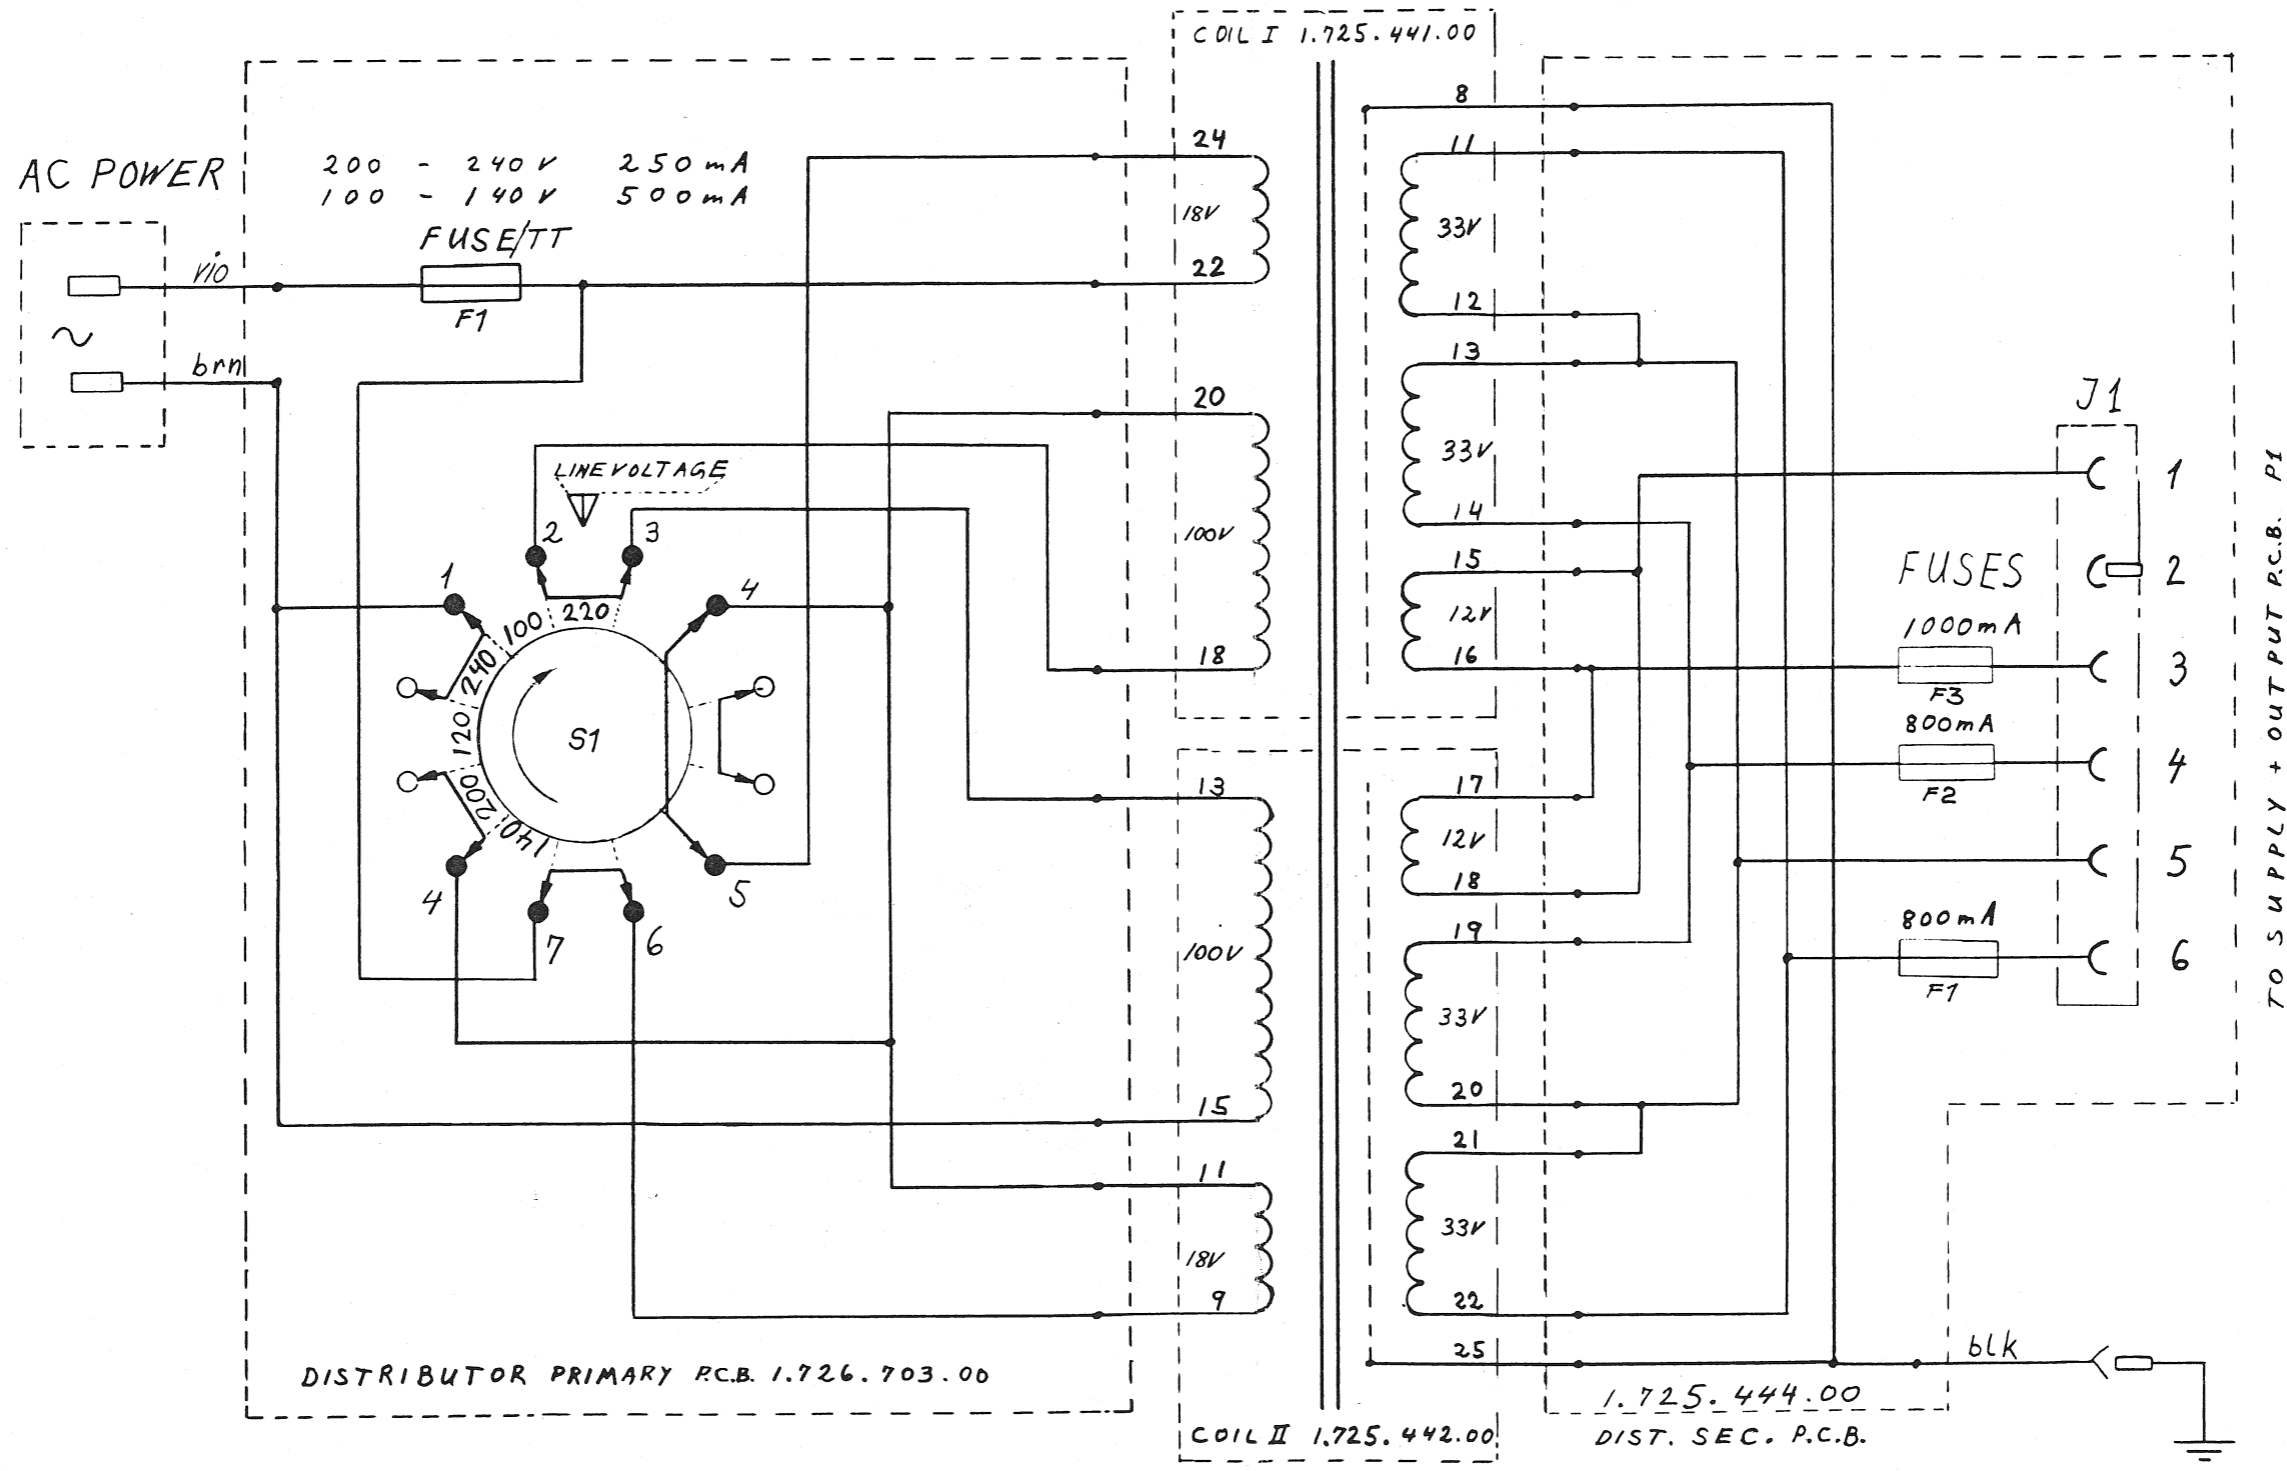 COIL I 1.725.441.00
AC POWER
200 - 240V 250mA
100 - 140V 500mA
FUSE/TT
F1
vio
~
brn
LINE VOLTAGE
1
2
3
4
5
6
7
4
100
220
240
120
200
140
S1
24
18V
22
20
100V
18
13
100V
15
11
18V
9
8
11
33V
12
13
33V
14
15
12V
16
17
12V
18
19
33V
20
21
33V
22
25
J1
1
2
3
4
5
6
FUSES
1000mA
F3
800mA
F2
800mA
F1
TO SUPPLY + OUTPUT P.C.B. P1
blk
DISTRIBUTOR PRIMARY P.C.B. 1.726.703.00
COIL II 1.725.442.00
1.725.444.00
DIST. SEC. P.C.B.